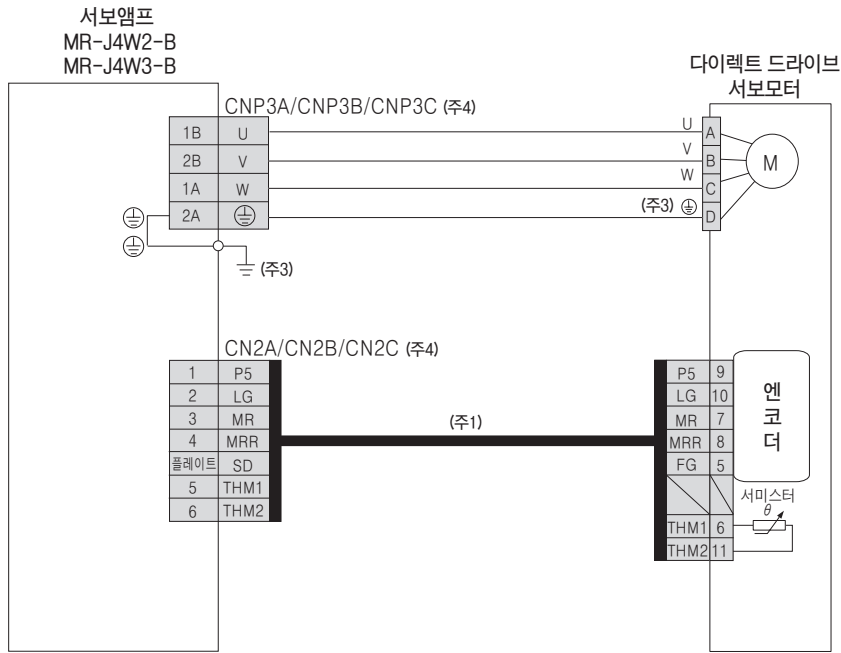 서보앰프
MR-J4W2-B
MR-J4W3-B
다이렉트 드라이브
서보모터
CNP3A/CNP3B/CNP3C (주4)
1B U
2B V
1A W
2A
U A
V B
W C
(주3) D
M
(주3)
CN2A/CN2B/CN2C (주4)
1 P5
2 LG
3 MR
4 MRR
플레이트 SD
5 THM1
6 THM2
(주1)
P5 9
LG 10
MR 7
MRR 8
FG 5
THM1 6
THM2 11
엔
코
더
서미스터
θ